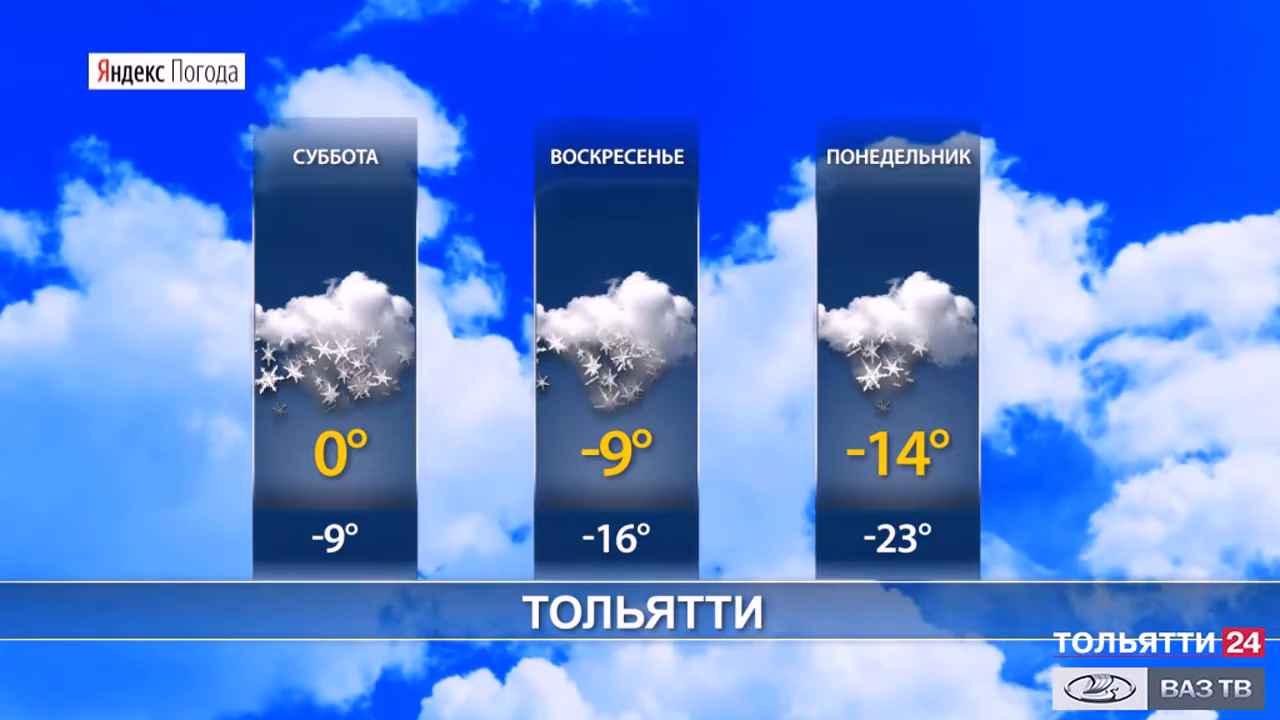 Яндекс Погода
СУББОТА
0°
-9°
ВОСКРЕСЕНЬЕ
-9°
-16°
ПОНЕДЕЛЬНИК
-14°
-23°
ТОЛЬЯТТИ
ТОЛЬЯТТИ 24
ВАЗ ТВ